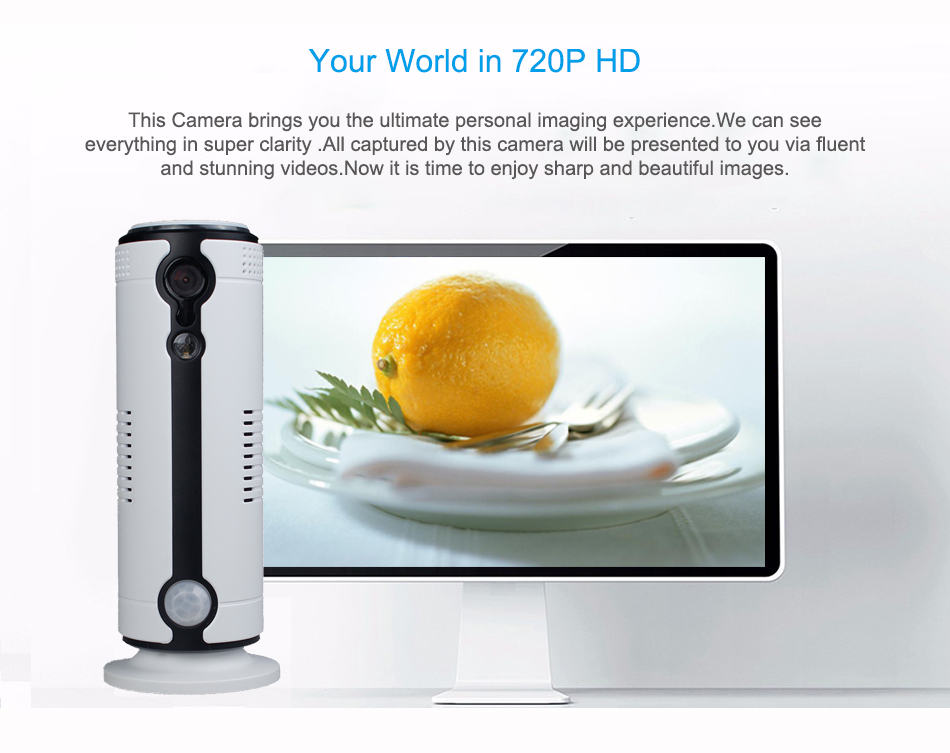 Your World in 720P HD
This Camera brings you the ultimate personal imaging experience.We can see
everything in super clarity .All captured by this camera will be presented to you via fluent
and stunning videos.Now it is time to enjoy sharp and beautiful images.